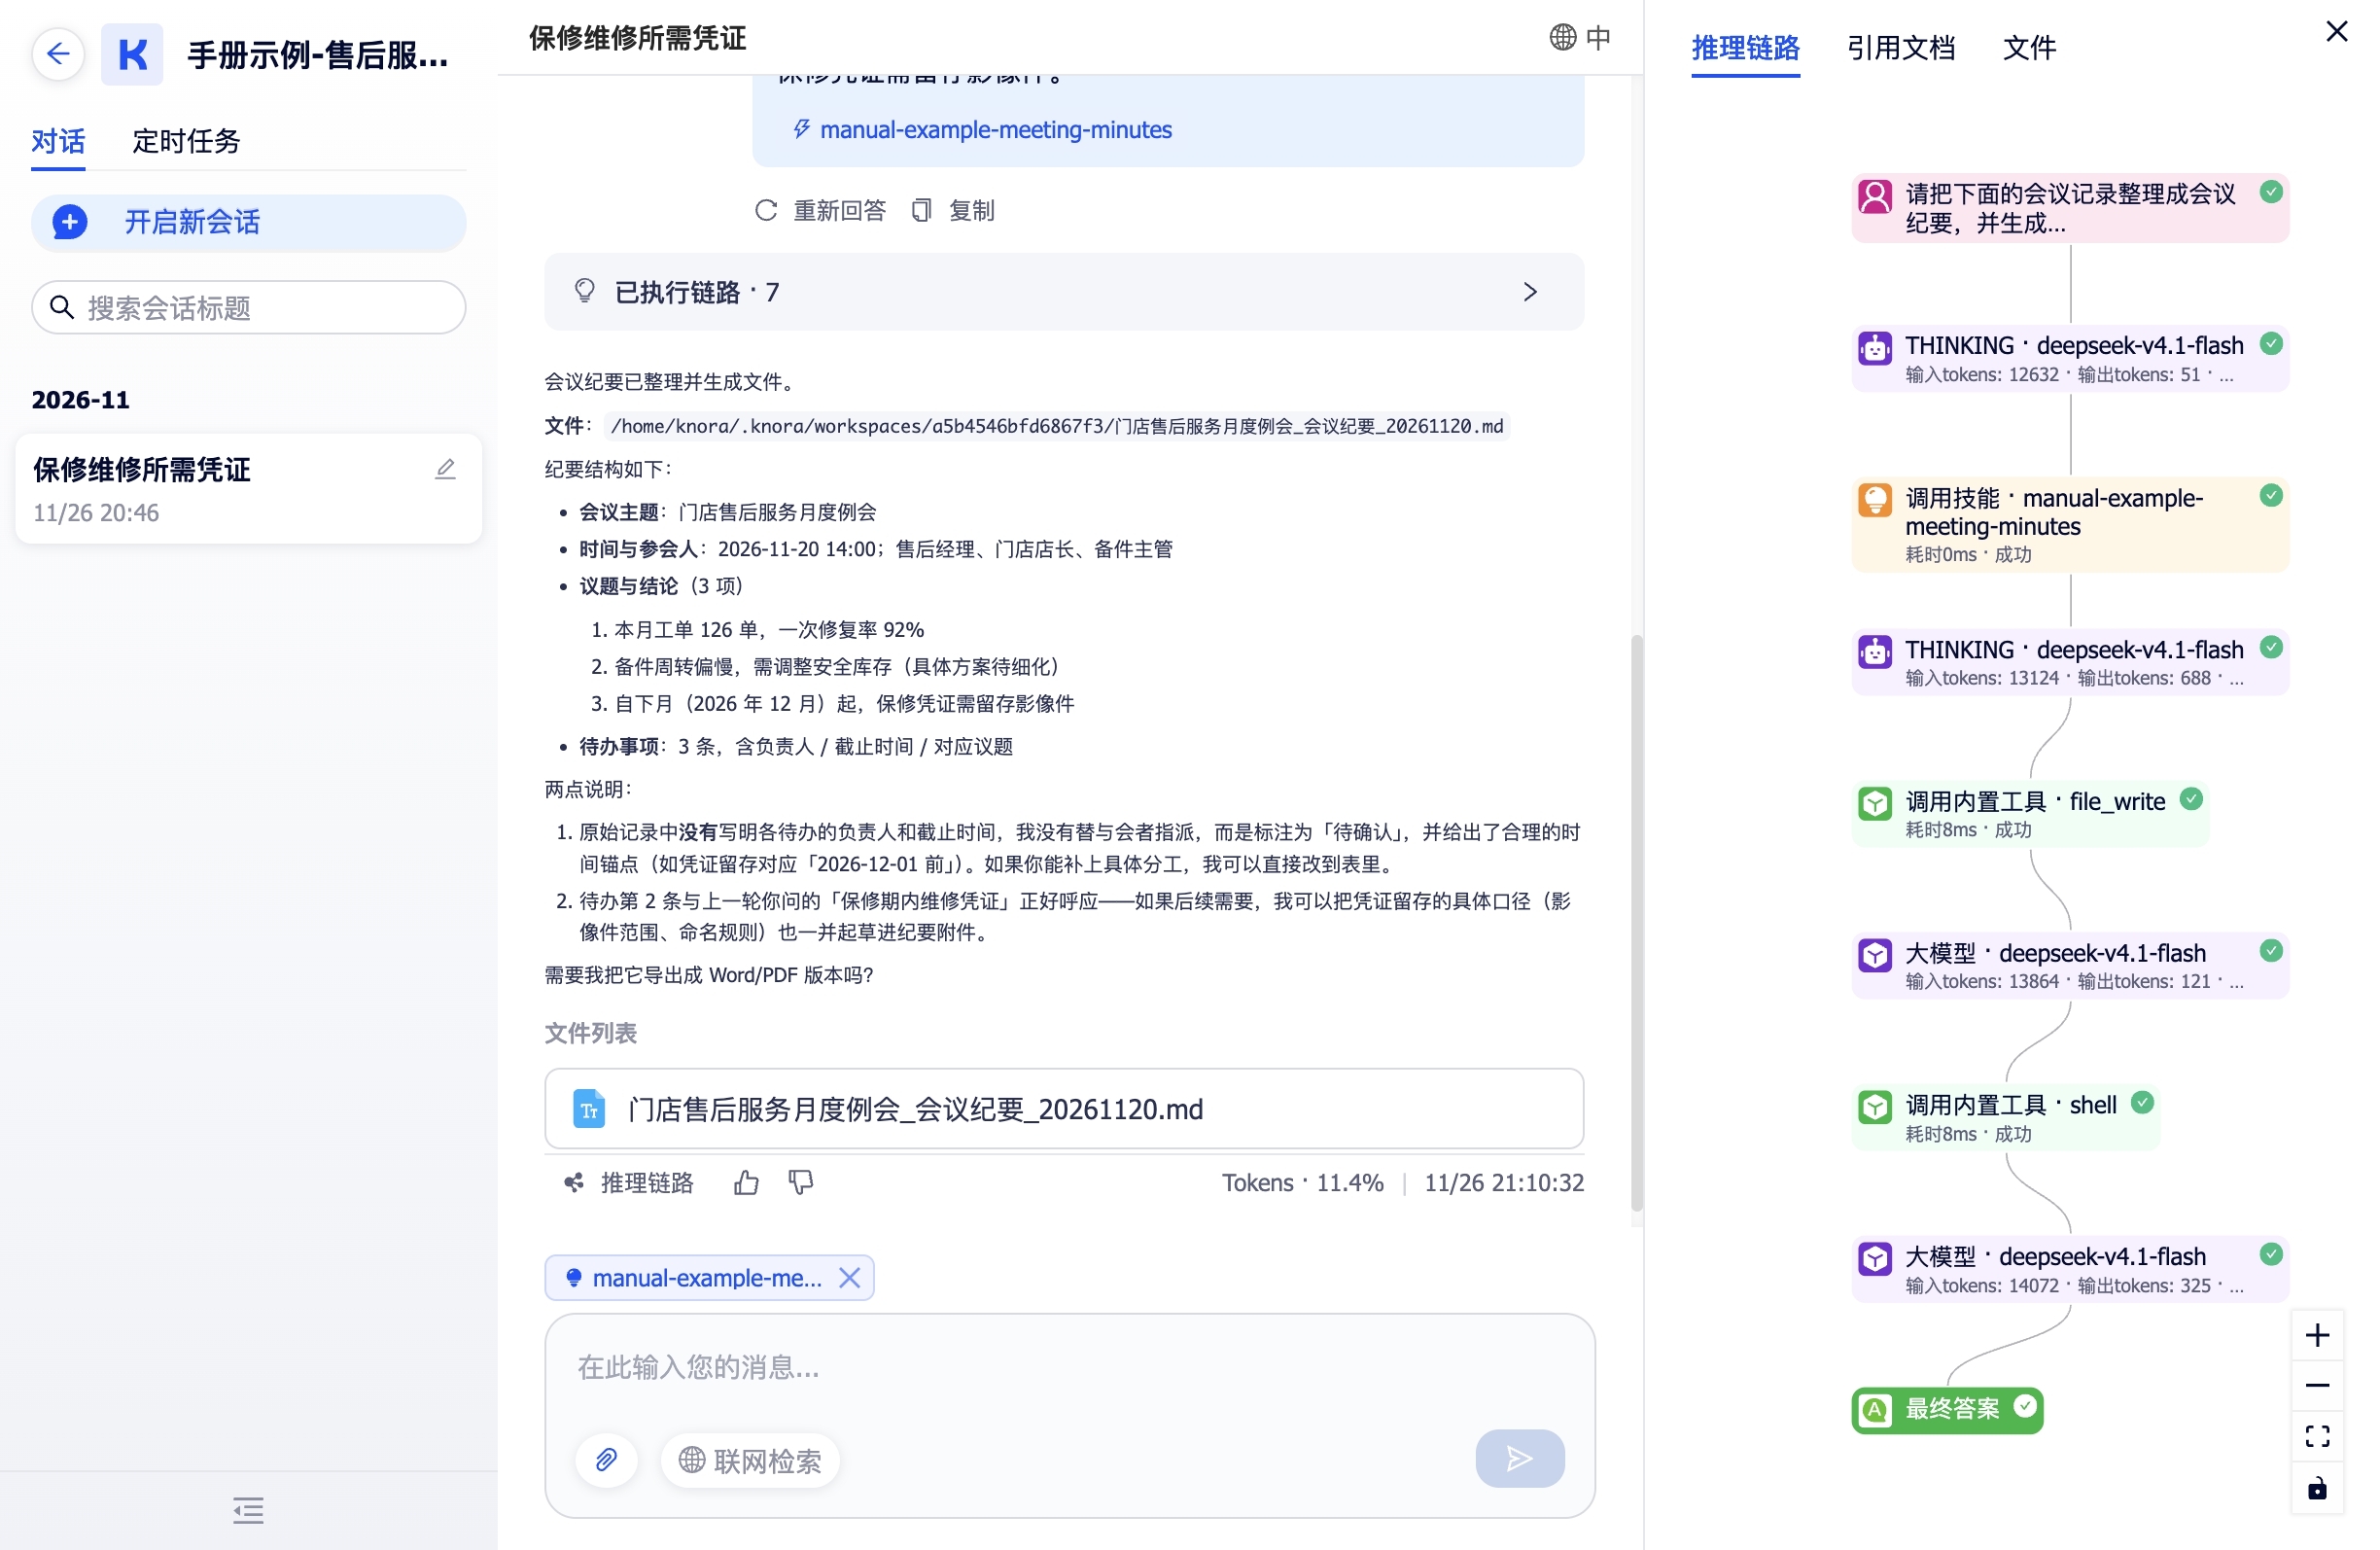 手册示例-售后服...
对话
定时任务
开启新会话
搜索会话标题
2026-11
保修维修所需凭证
11/26 20:46
保修维修所需凭证
中
保修凭证需留存影像件。
manual-example-meeting-minutes
重新回答
复制
已执行链路 · 7
会议纪要已整理并生成文件。
文件： /home/knora/.knora/workspaces/a5b4546bfd6867f3/门店售后服务月度例会_会议纪要_20261120.md
纪要结构如下：
• 会议主题：门店售后服务月度例会
• 时间与参会人：2026-11-20 14:00；售后经理、门店店长、备件主管
• 议题与结论（3 项）
1. 本月工单 126 单，一次修复率 92%
2. 备件周转偏慢，需调整安全库存（具体方案待细化）
3. 自下月（2026 年 12 月）起，保修凭证需留存影像件
• 待办事项：3 条，含负责人 / 截止时间 / 对应议题
两点说明：
1. 原始记录中没有写明各待办的负责人和截止时间，我没有替与会者指派，而是标注为「待确认」，并给出了合理的时
间锚点（如凭证留存对应「2026-12-01 前」）。如果你能补上具体分工，我可以直接改到表里。
2. 待办第 2 条与上一轮你问的「保修期内维修凭证」正好呼应——如果后续需要，我可以把凭证留存的具体口径（影
像件范围、命名规则）也一并起草进纪要附件。
需要我把它导出成 Word/PDF 版本吗？
文件列表
门店售后服务月度例会_会议纪要_20261120.md
推理链路
Tokens · 11.4% | 11/26 21:10:32
manual-example-me...
在此输入您的消息...
联网检索
推理链路
引用文档
文件
请把下面的会议记录整理成会议
纪要，并生成...
THINKING · deepseek-v4.1-flash
输入tokens: 12632 · 输出tokens: 51 · ...
调用技能 · manual-example-
meeting-minutes
耗时0ms · 成功
THINKING · deepseek-v4.1-flash
输入tokens: 13124 · 输出tokens: 688 · ...
调用内置工具 · file_write
耗时8ms · 成功
大模型 · deepseek-v4.1-flash
输入tokens: 13864 · 输出tokens: 121 · ...
调用内置工具 · shell
耗时8ms · 成功
大模型 · deepseek-v4.1-flash
输入tokens: 14072 · 输出tokens: 325 · ...
最终答案